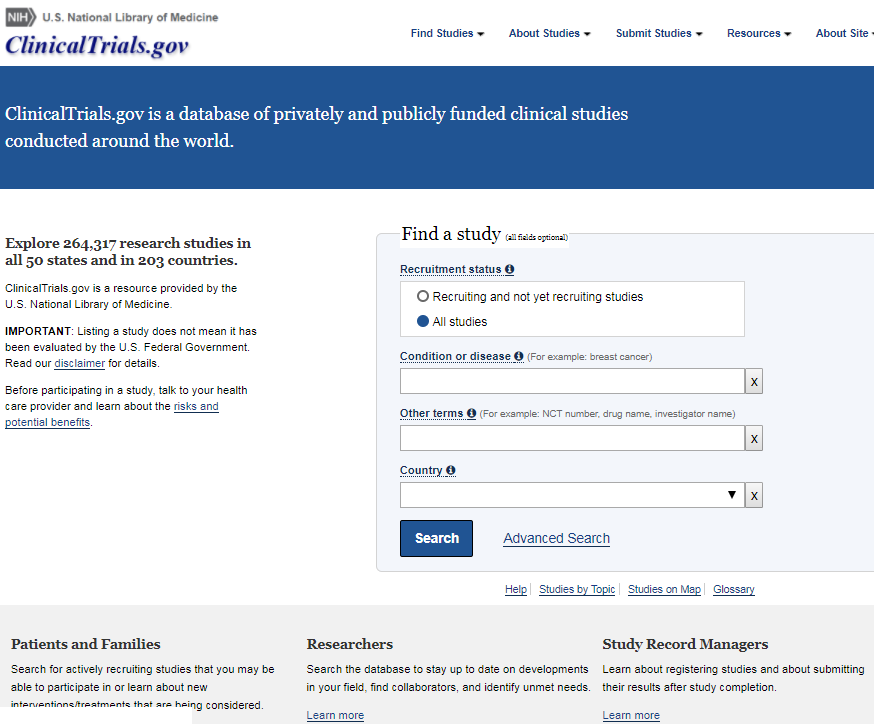 NIH U.S. National Library of Medicine
ClinicalTrials.gov
Find Studies
About Studies
Submit Studies
Resources
About Site
ClinicalTrials.gov is a database of privately and publicly funded clinical studies
conducted around the world.
Explore 264,317 research studies in
all 50 states and in 203 countries.
ClinicalTrials.gov is a resource provided by the
U.S. National Library of Medicine.
IMPORTANT: Listing a study does not mean it has
been evaluated by the U.S. Federal Government.
Read our disclaimer for details.
Before participating in a study, talk to your health
care provider and learn about the risks and
potential benefits.
Find a study (all fields optional)
Recruitment status
Recruiting and not yet recruiting studies
All studies
Condition or disease (For example: breast cancer)
x
Other terms (For example: NCT number, drug name, investigator name)
x
Country
x
Search
Advanced Search
Help
Studies by Topic
Studies on Map
Glossary
Patients and Families
Search for actively recruiting studies that you may be
able to participate in or learn about new
interventions/treatments that are being considered.
Researchers
Search the database to stay up to date on developments
in your field, find collaborators, and identify unmet needs.
Learn more
Study Record Managers
Learn about registering studies and about submitting
their results after study completion.
Learn more